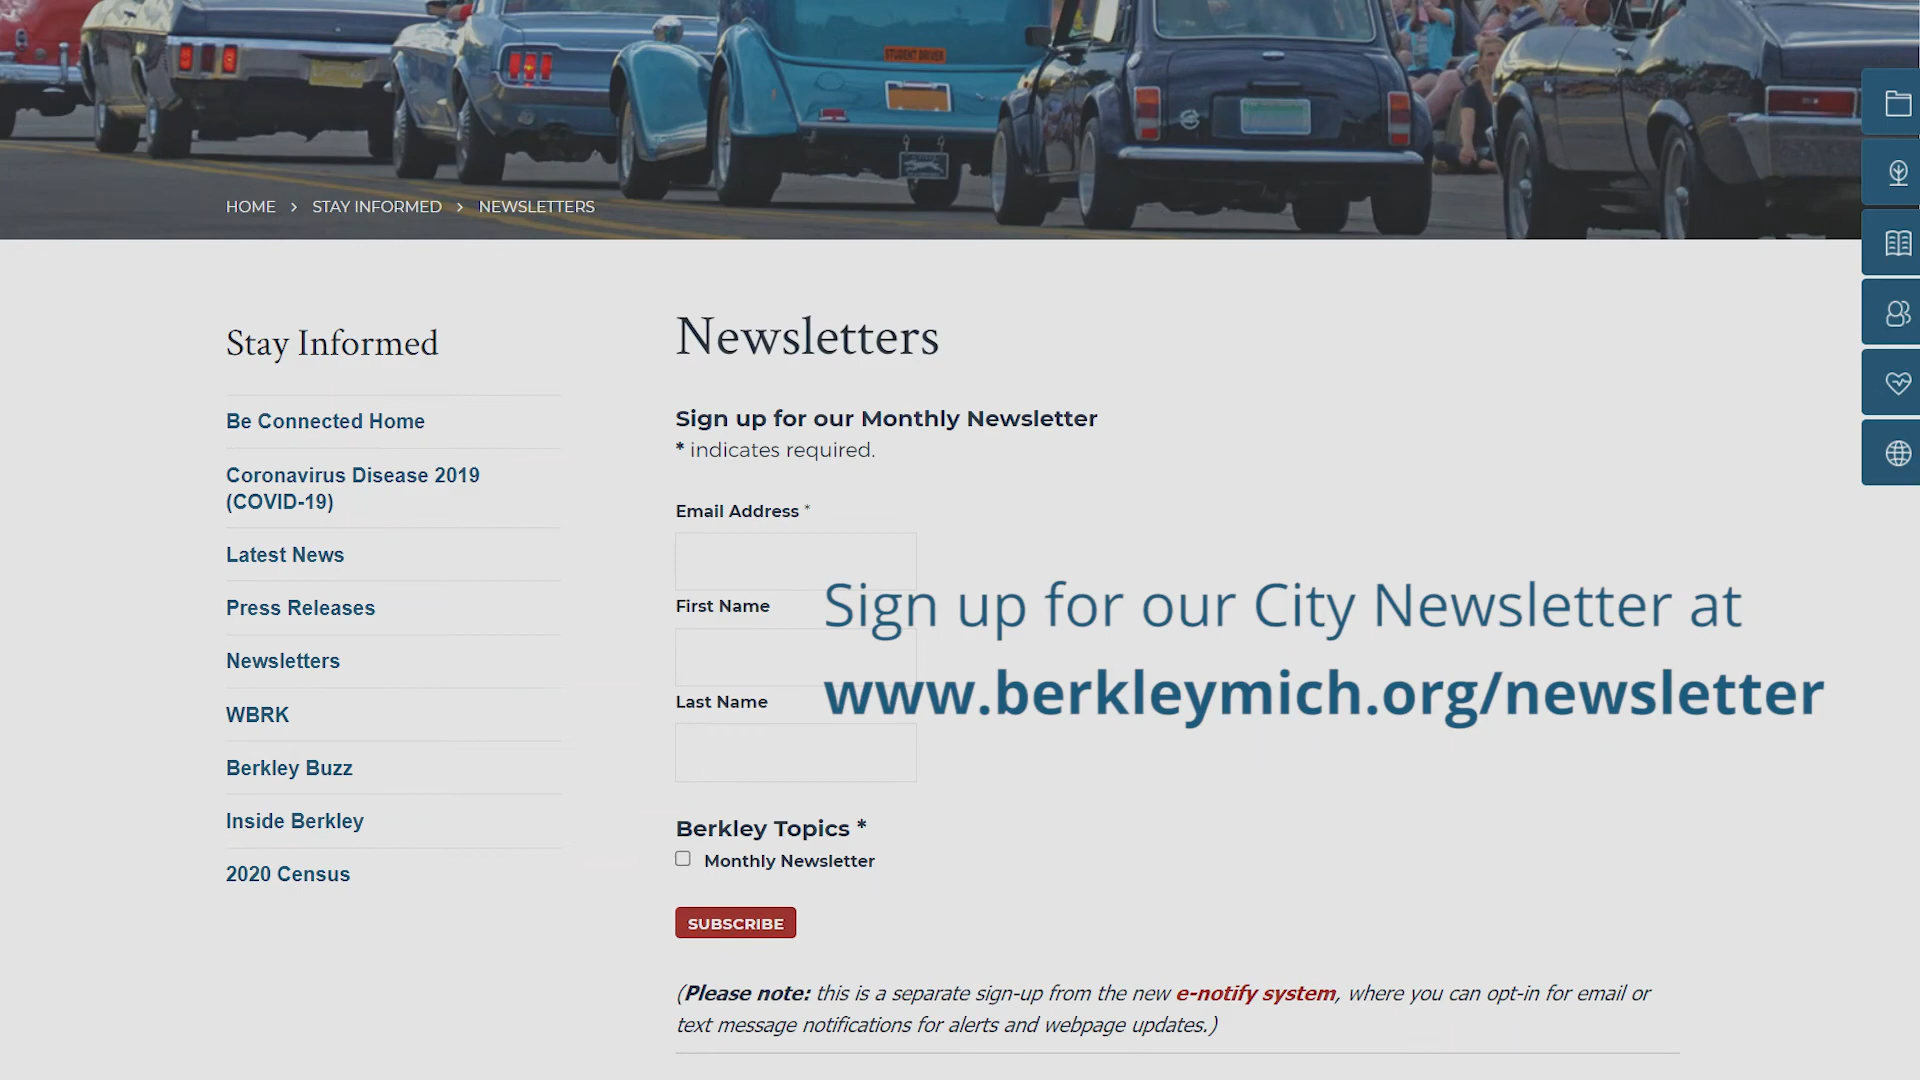 STUDENT DRIVER
HOME > STAY INFORMED > NEWSLETTERS
Stay Informed
Be Connected Home
Coronavirus Disease 2019
(COVID-19)
Latest News
Press Releases
Newsletters
WBRK
Berkley Buzz
Inside Berkley
2020 Census
Newsletters
Sign up for our Monthly Newsletter
* indicates required.
Email Address *
First Name
Last Name
Sign up for our City Newsletter at
www.berkleymich.org/newsletter
Berkley Topics *
Monthly Newsletter
SUBSCRIBE
(Please note: this is a separate sign-up from the new e-notify system, where you can opt-in for email or
text message notifications for alerts and webpage updates.)